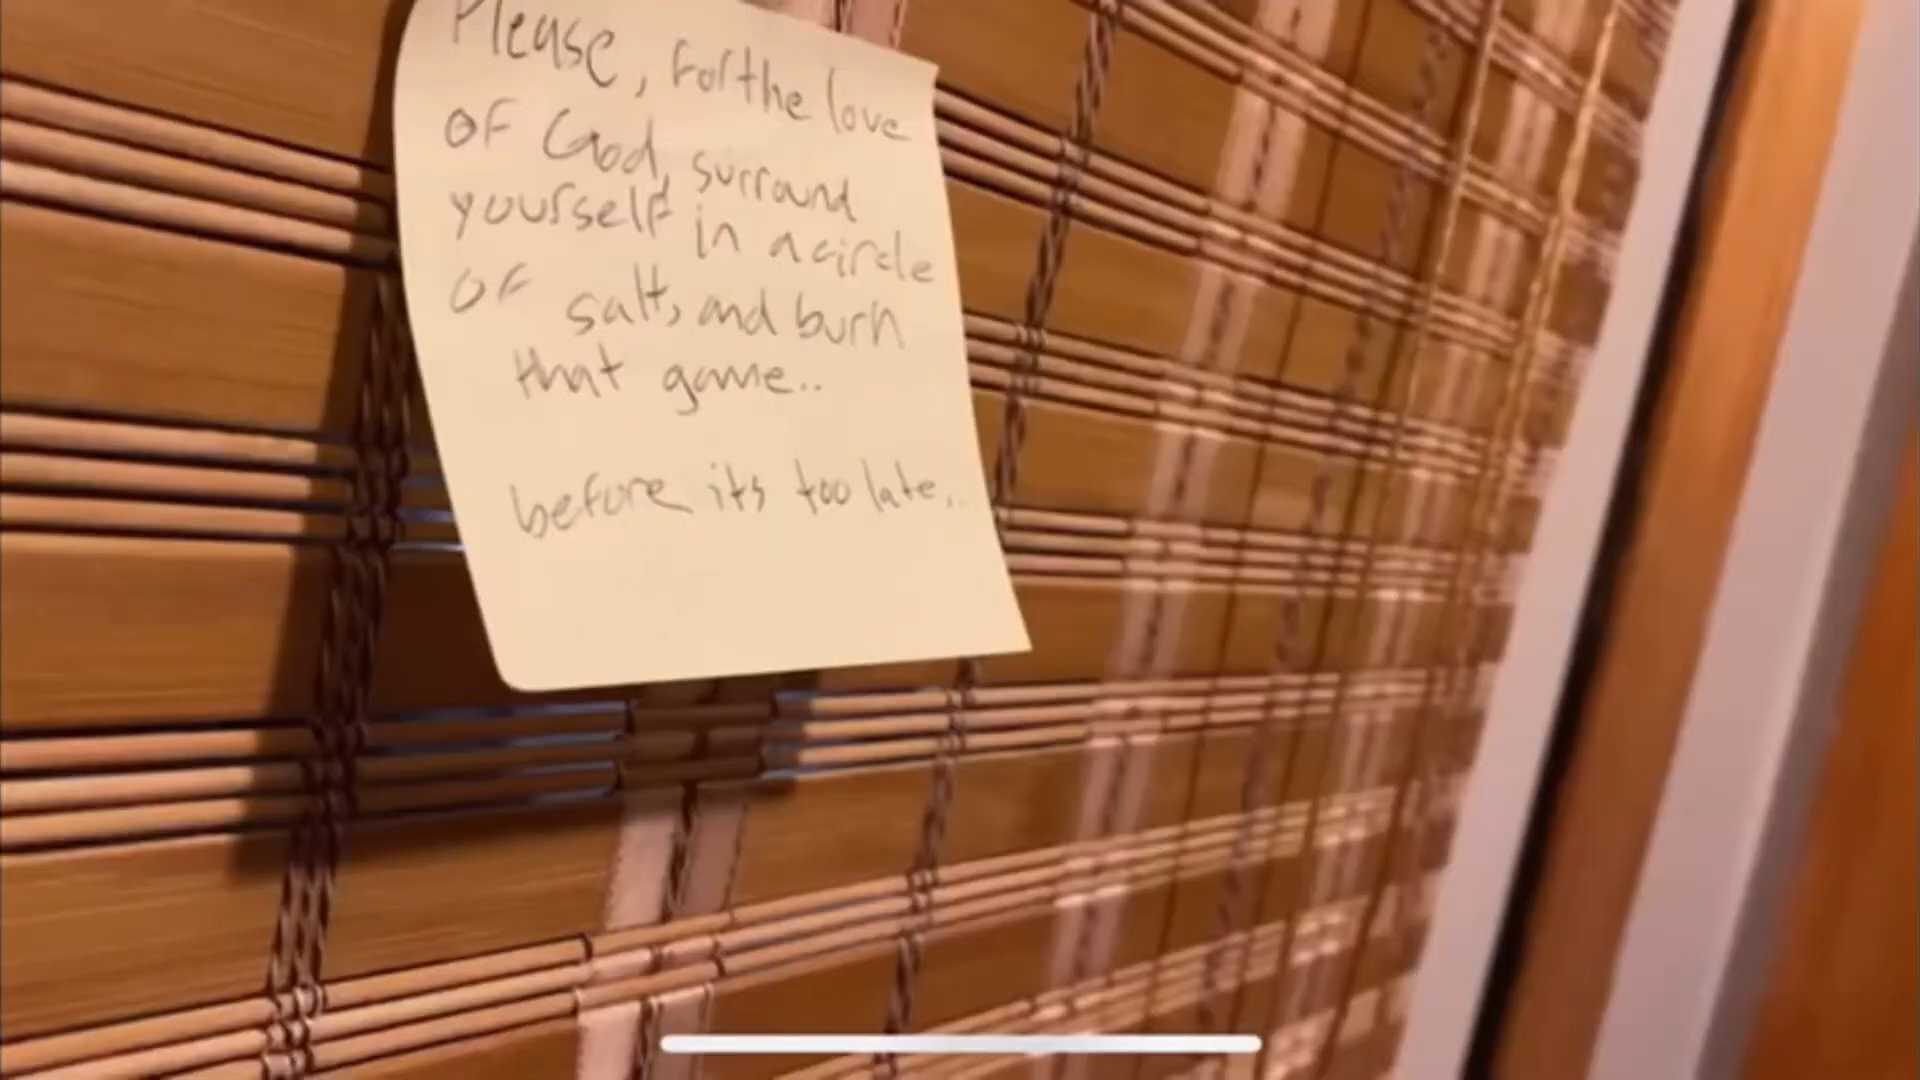 Please, for the love
of God, surround
yourself in a circle
of salt, and burn
that game..
before its too late..